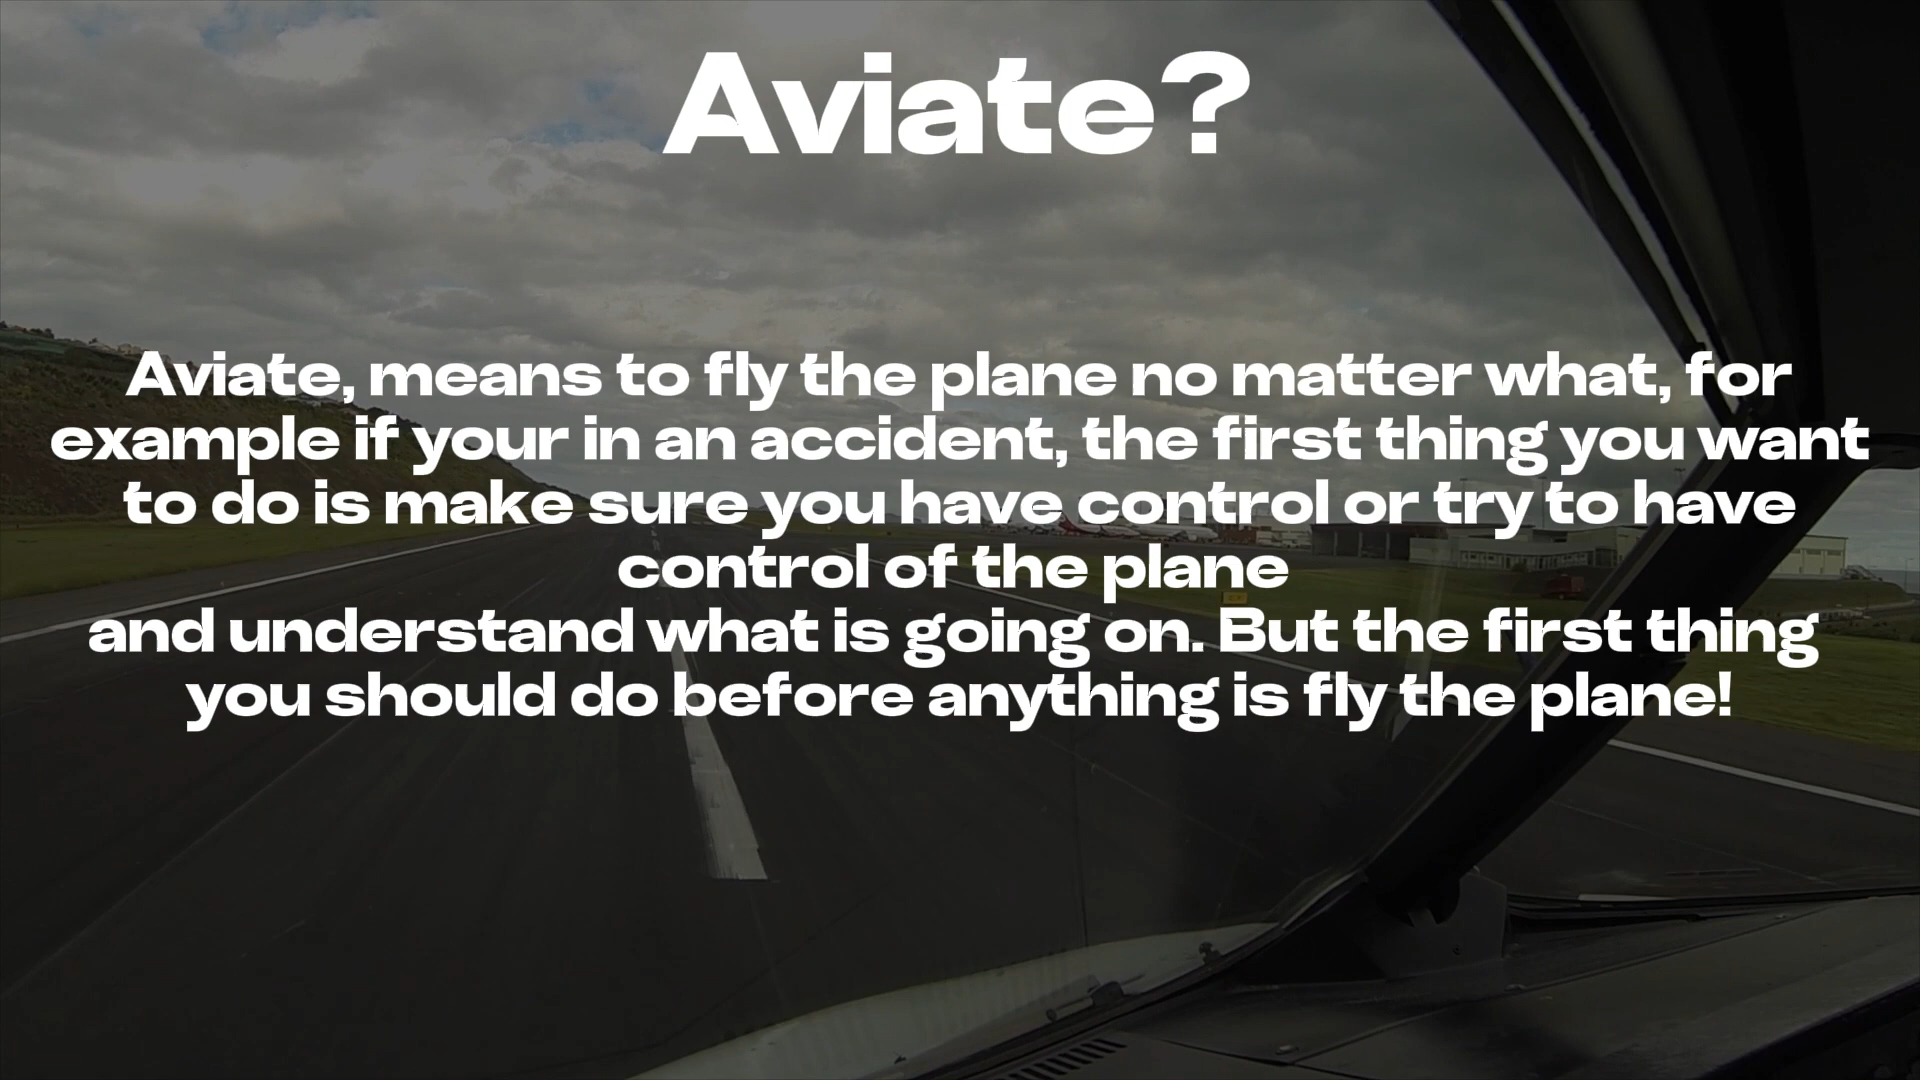 Aviate?
Aviate, means to fly the plane no matter what, for
example if your in an accident, the first thing you want
to do is make sure you have control or try to have
control of the plane
and understand what is going on. But the first thing
you should do before anything is fly the plane!